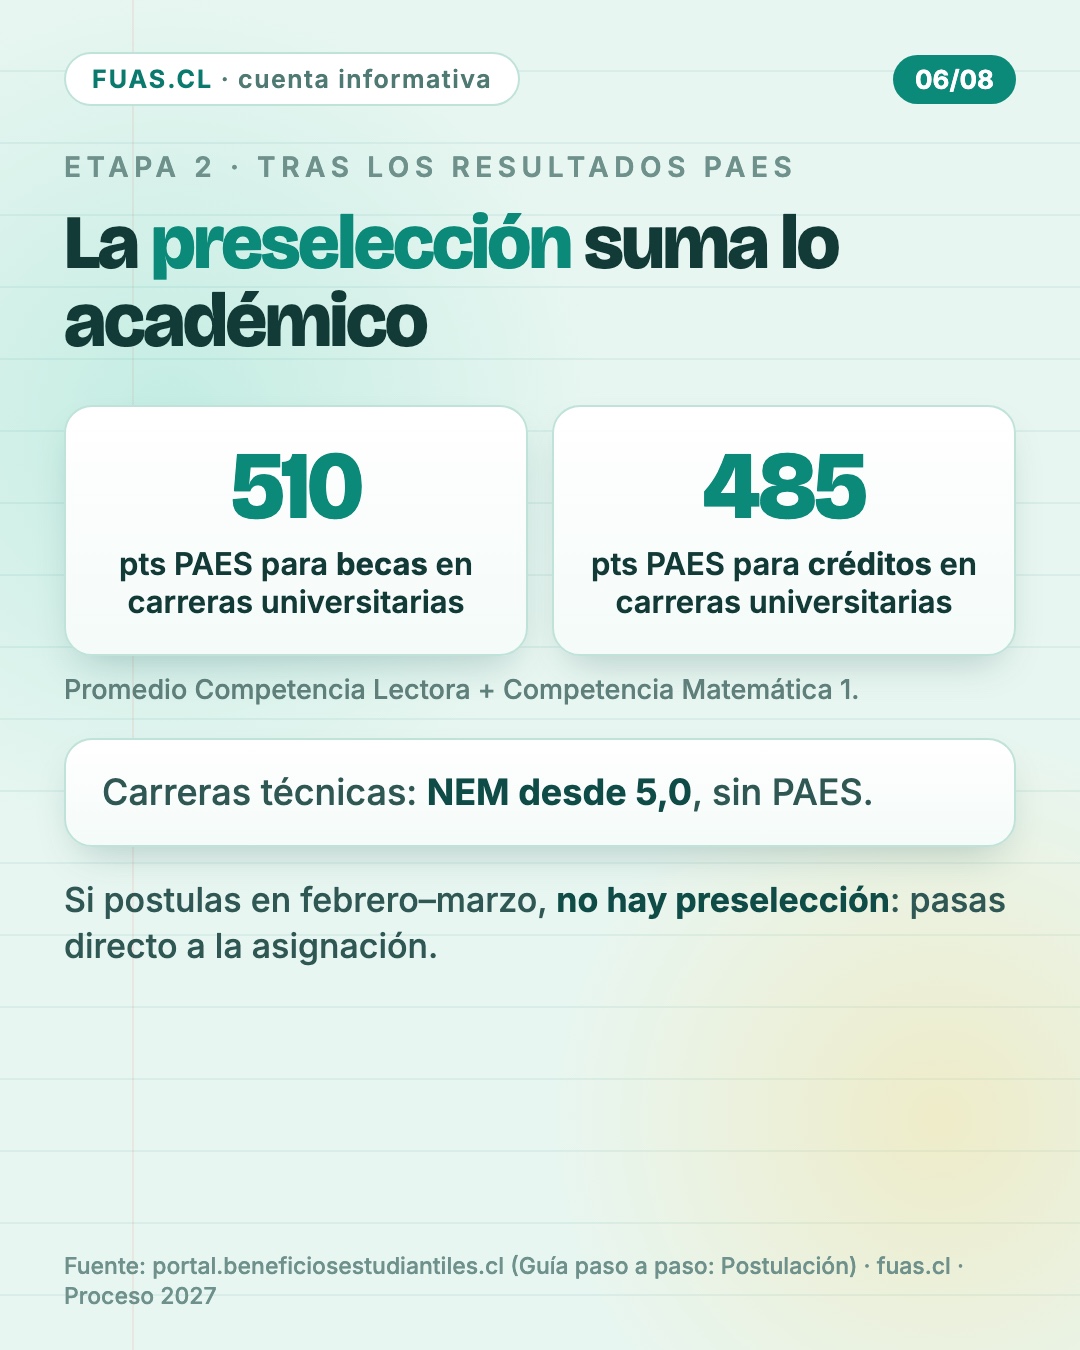 FUAS.CL · cuenta informativa
06/08
ETAPA 2 · TRAS LOS RESULTADOS PAES
La preselección suma lo
académico
510
pts PAES para becas en
carreras universitarias
485
pts PAES para créditos en
carreras universitarias
Promedio Competencia Lectora + Competencia Matemática 1.
Carreras técnicas: NEM desde 5,0, sin PAES.
Si postulas en febrero–marzo, no hay preselección: pasas
directo a la asignación.
Fuente: portal.beneficiosestudiantiles.cl (Guía paso a paso: Postulación) · fuas.cl ·
Proceso 2027